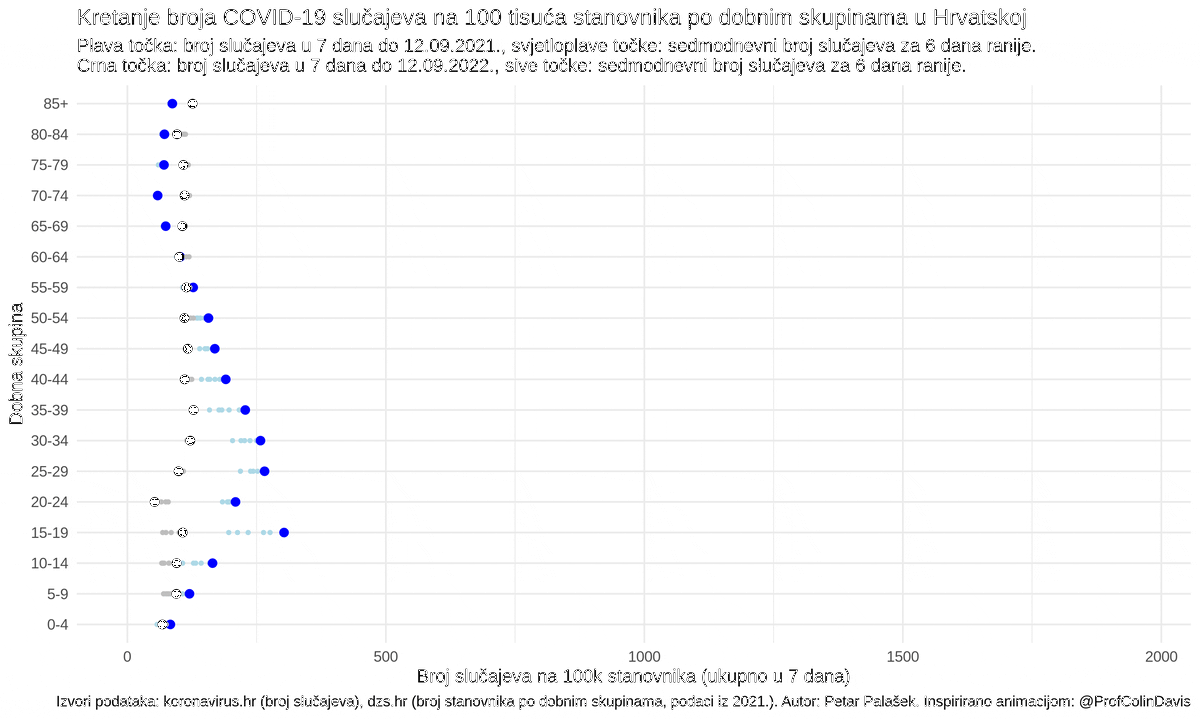 Kretanje broja COVID-19 slučajeva na 100 tisuća stanovnika po dobnim skupinama u Hrvatskoj
Plava točka: broj slučajeva u 7 dana do 12.09.2021., svjetloplave točke: sedmodnevni broj slučajeva za 6 dana ranije.
Crna točka: broj slučajeva u 7 dana do 12.09.2022., sive točke: sedmodnevni broj slučajeva za 6 dana ranije.
Dobna skupina
85+
80-84
75-79
70-74
65-69
60-64
55-59
50-54
45-49
40-44
35-39
30-34
25-29
20-24
15-19
10-14
5-9
0-4
0 500 1000 1500 2000
Broj slučajeva na 100k stanovnika (ukupno u 7 dana)
Izvori podataka: koronavirus.hr (broj slučajeva), dzs.hr (broj stanovnika po dobnim skupinama, podaci iz 2021.). Autor: Petar Palašek. Inspirirano animacijom: @ProfColinDavis